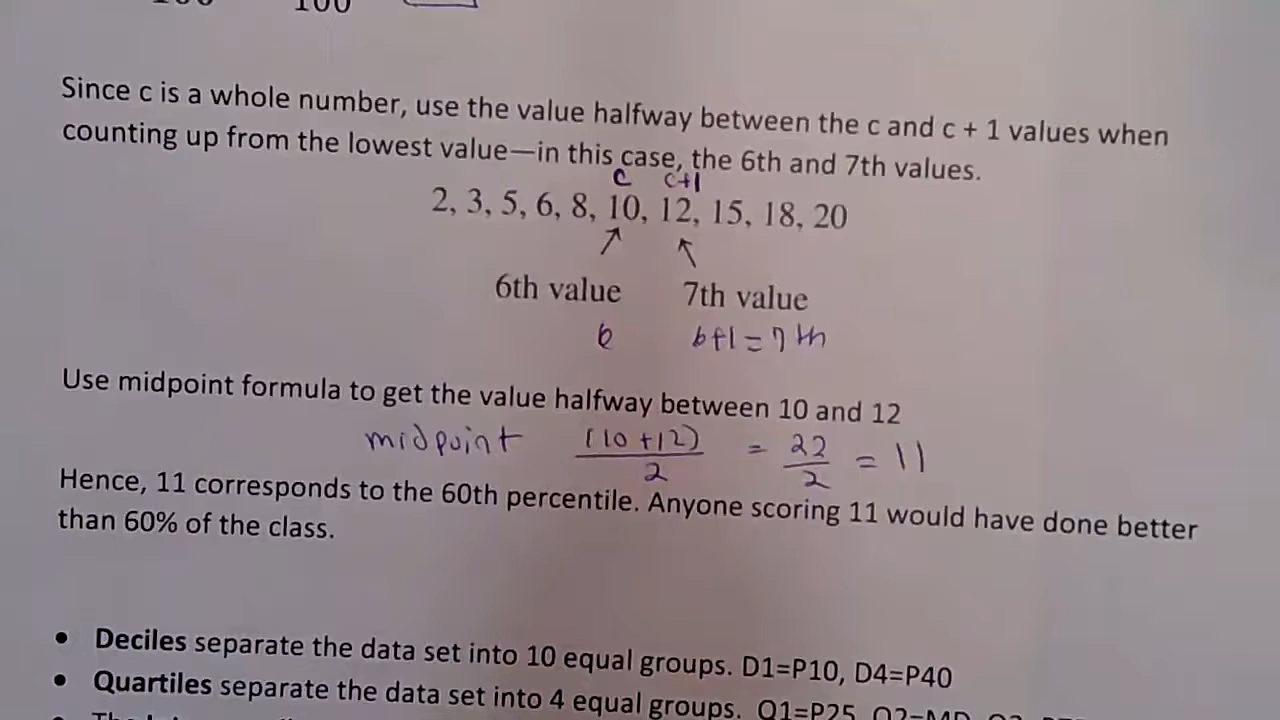 100
Since c is a whole number, use the value halfway between the c and c + 1 values when
counting up from the lowest value—in this case, the 6th and 7th values.
c c+1
2, 3, 5, 6, 8, 10, 12, 15, 18, 20
6th value 7th value
6 6+1=7th
Use midpoint formula to get the value halfway between 10 and 12
midpoint (10+12)/2 = 22/2 = 11
Hence, 11 corresponds to the 60th percentile. Anyone scoring 11 would have done better
than 60% of the class.
• Deciles separate the data set into 10 equal groups. D1=P10, D4=P40
• Quartiles separate the data set into 4 equal groups. Q1=P25, Q2=MD,